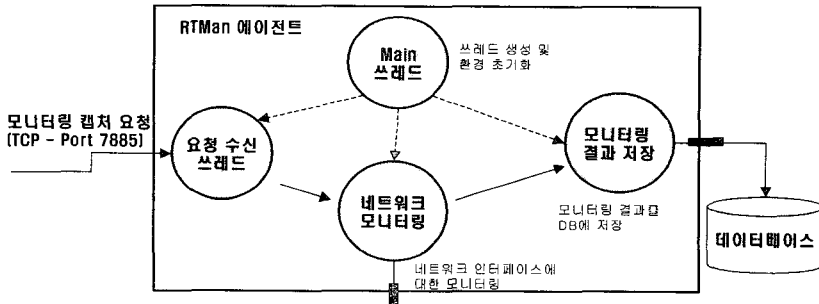 RTMan 에이전트
Main
쓰레드
쓰레드 생성 및
환경 초기화
모니터링 캡처 요청
(TCP - Port 7885)
요청 수신
쓰레드
모니터링
결과 저장
네트워크
모니터링
모니터링 결과를
DB에 저장
데이터베이스
네트워크 인터페이스에
대한 모니터링